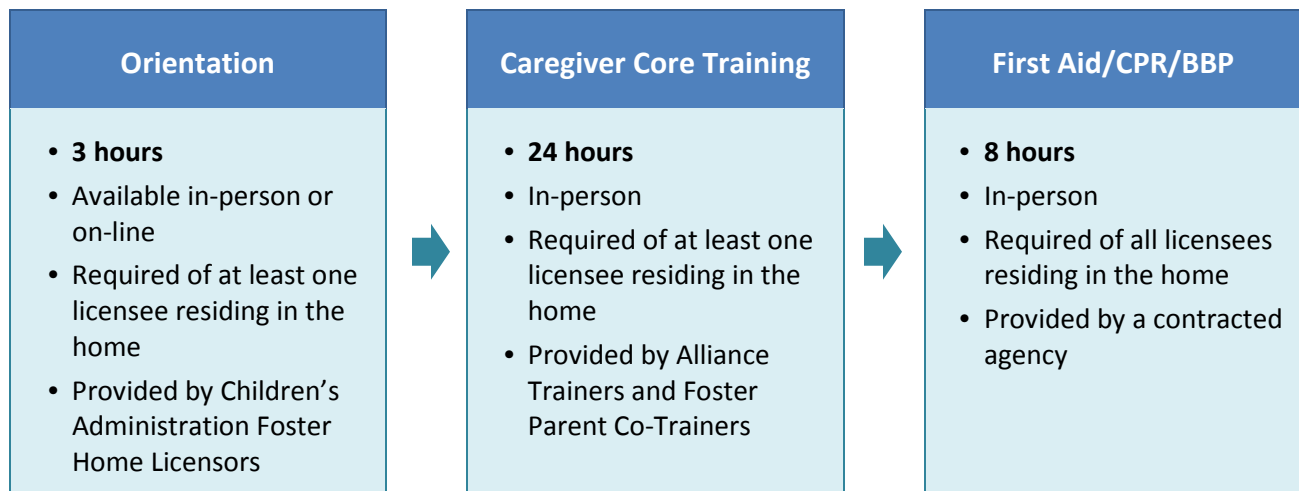 Orientation
• 3 hours
• Available in-person or
on-line
• Required of at least one
licensee residing in the
home
• Provided by Children’s
Administration Foster
Home Licensors
Caregiver Core Training
• 24 hours
• In-person
• Required of at least one
licensee residing in the
home
• Provided by Alliance
Trainers and Foster
Parent Co-Trainers
First Aid/CPR/BBP
• 8 hours
• In-person
• Required of all licensees
residing in the home
• Provided by a contracted
agency